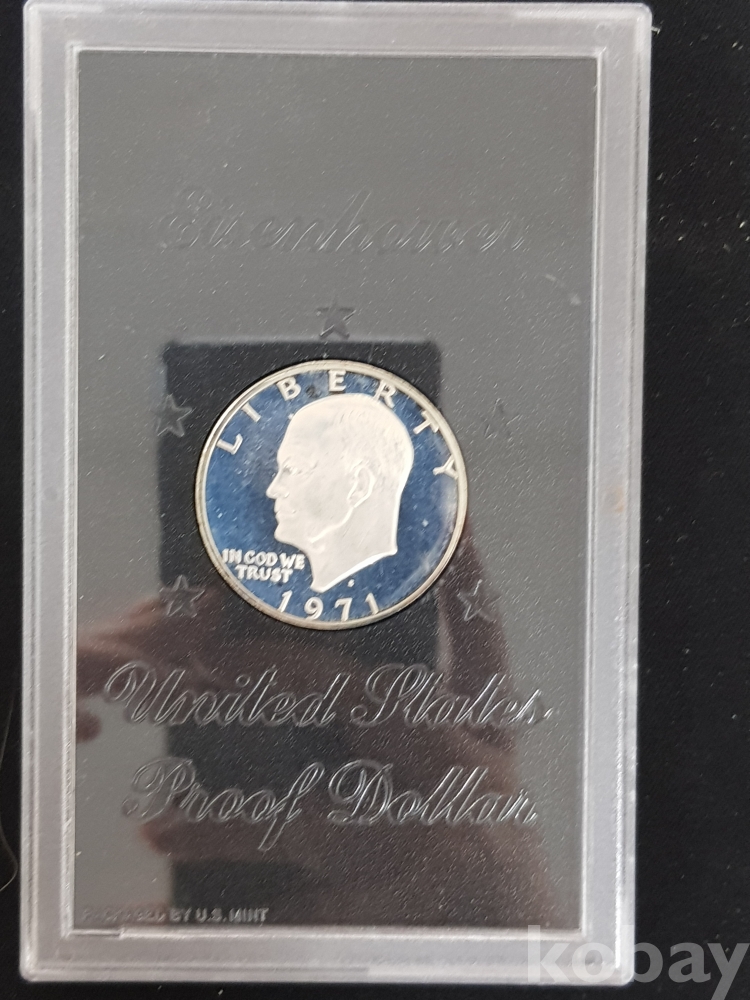 Eisenhower
LIBERTY
IN GOD WE
TRUST
1971
United States
Proof Dollar
PACKAGED BY U.S. MINT
kobay